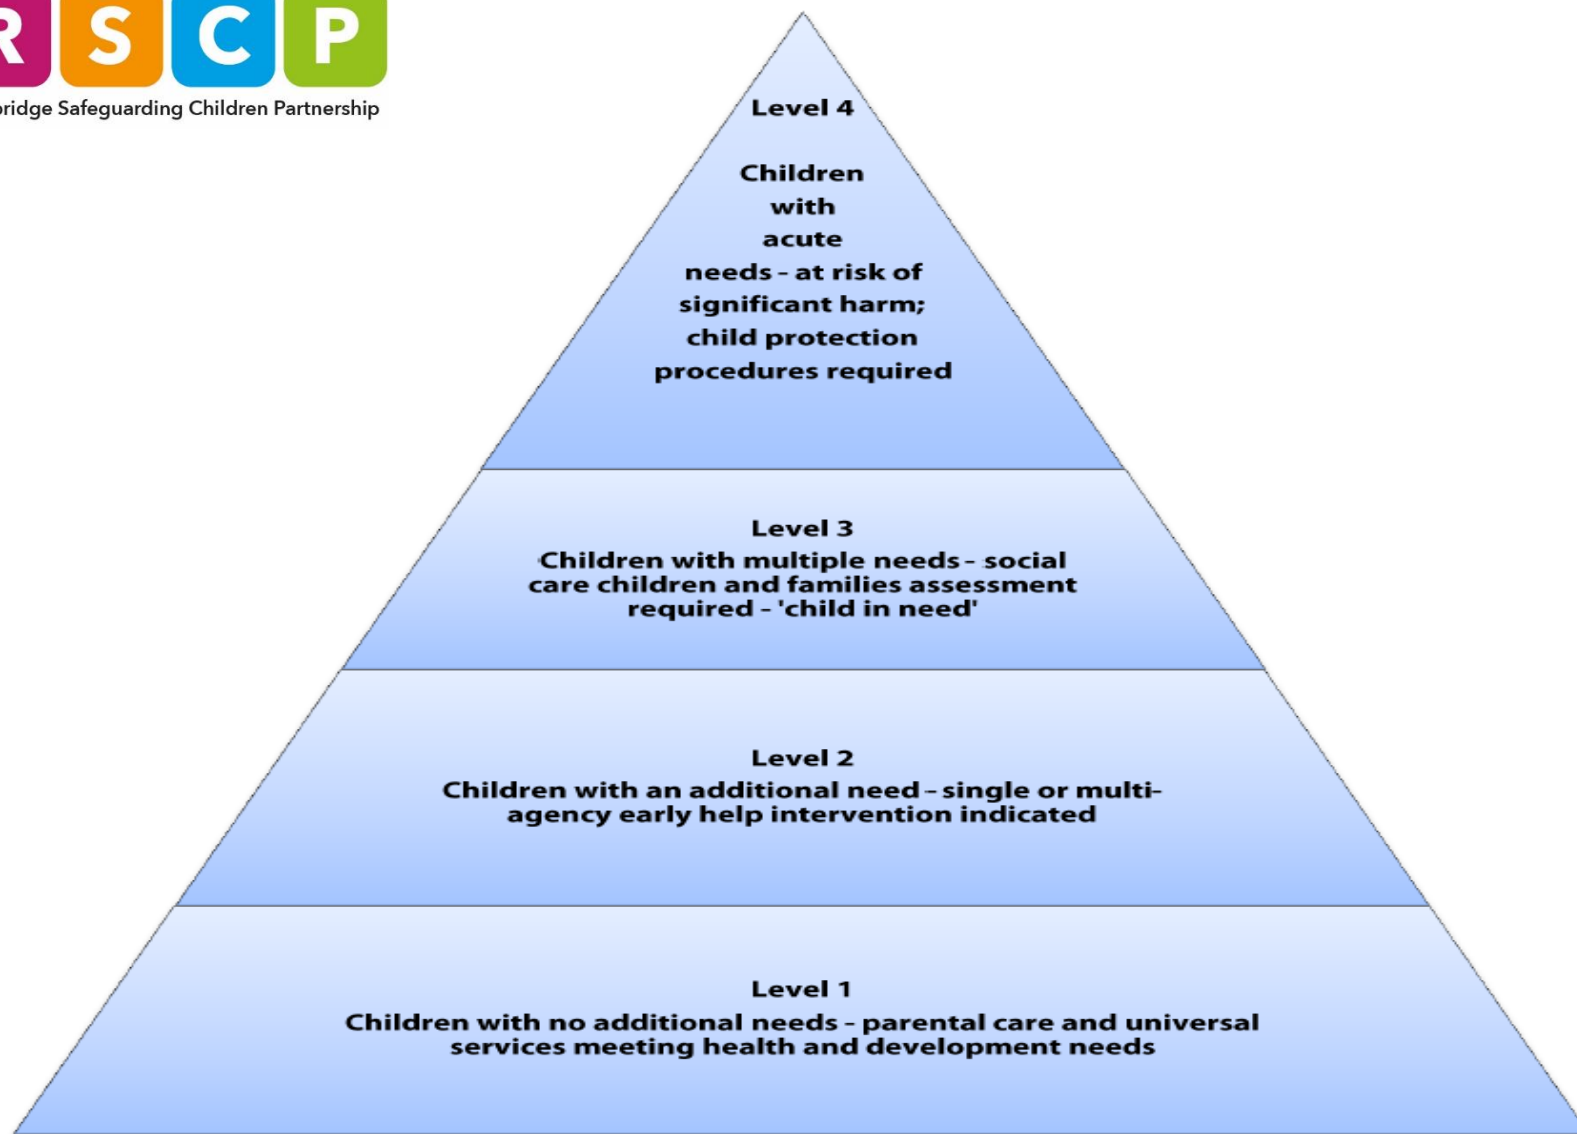 R S C P
bridge Safeguarding Children Partnership
Level 4
Children
with
acute
needs - at risk of
significant harm;
child protection
procedures required
Level 3
Children with multiple needs - social
care children and families assessment
required - 'child in need'
Level 2
Children with an additional need - single or multi-
agency early help intervention indicated
Level 1
Children with no additional needs - parental care and universal
services meeting health and development needs